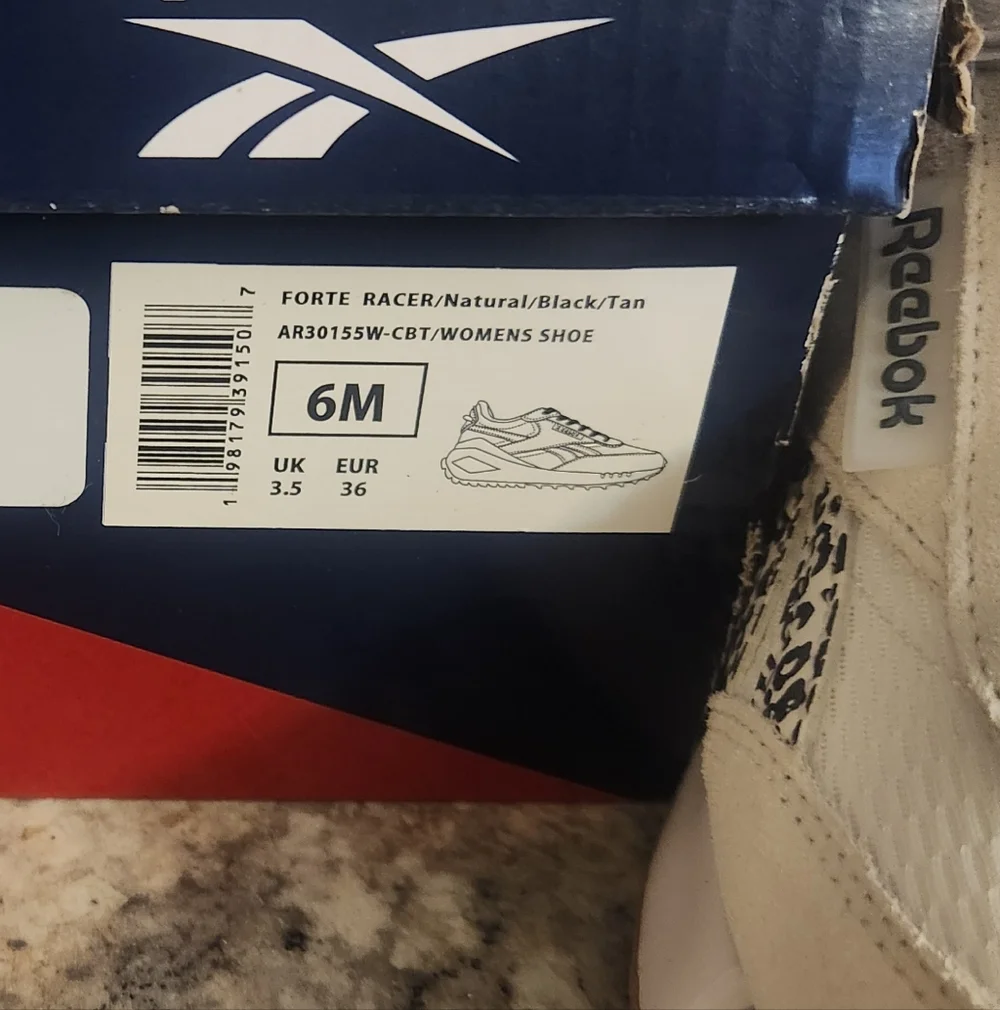 FORTE RACER/Natural/Black/Tan
AR30155W-CBT/WOMENS SHOE
6M
UK EUR
3.5 36
1 98179 39150 7
Reebok